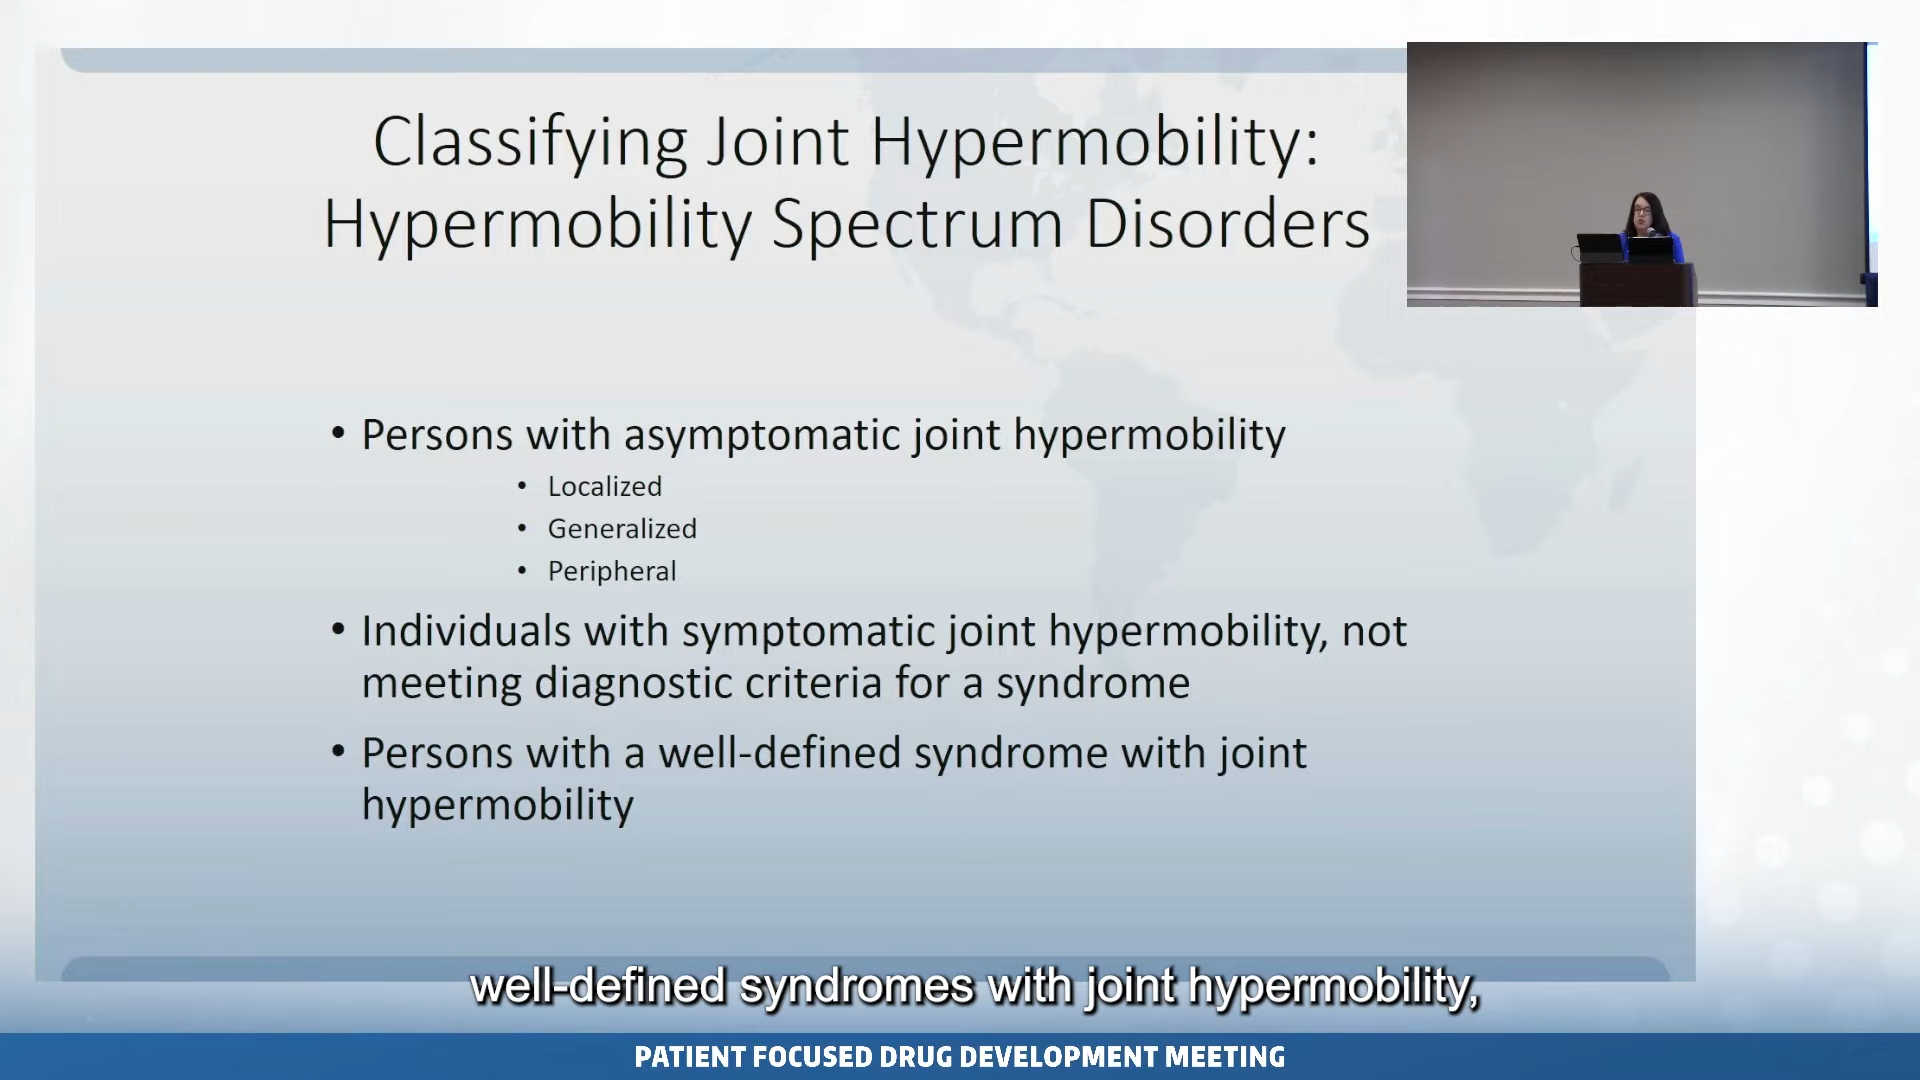 Classifying Joint Hypermobility:
Hypermobility Spectrum Disorders
• Persons with asymptomatic joint hypermobility
• Localized
• Generalized
• Peripheral
• Individuals with symptomatic joint hypermobility, not
meeting diagnostic criteria for a syndrome
• Persons with a well-defined syndrome with joint
hypermobility
well-defined syndromes with joint hypermobility,
PATIENT FOCUSED DRUG DEVELOPMENT MEETING